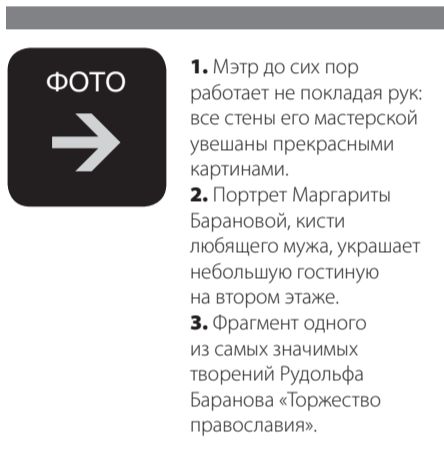 ФОТО
1. Мэтр до сих пор
работает не покладая рук:
все стены его мастерской
увешаны прекрасными
картинами.
2. Портрет Маргариты
Барановой, кисти
любящего мужа, украшает
небольшую гостиную
на втором этаже.
3. Фрагмент одного
из самых значимых
творений Рудольфа
Баранова «Торжество
православия».